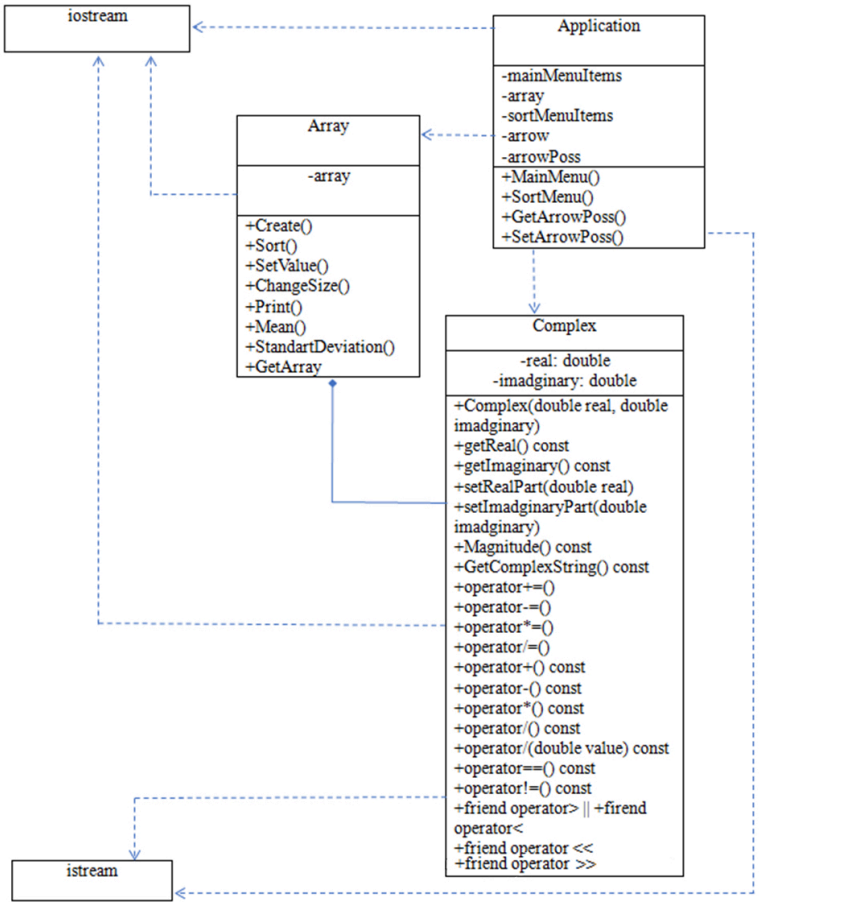 iostream
Application
-mainMenuItems
-array
-sortMenuItems
-arrow
-arrowPoss
+MainMenu()
+SortMenu()
+GetArrowPoss()
+SetArrowPoss()
Array
-array
+Create()
+Sort()
+SetValue()
+ChangeSize()
+Print()
+Mean()
+StandartDeviation()
+GetArray
Complex
-real: double
-imadginary: double
+Complex(double real, double
imadginary)
+getReal() const
+getImaginary() const
+setRealPart(double real)
+setImadginaryPart(double
imadginary)
+Magnitude() const
+GetComplexString() const
+operator+=()
+operator-=()
+operator*=()
+operator/=()
+operator+() const
+operator-() const
+operator*() const
+operator/() const
+operator/(double value) const
+operator==() const
+operator!=() const
+friend operator> || +firend
operator<
+friend operator <<
+friend operator >>
istream